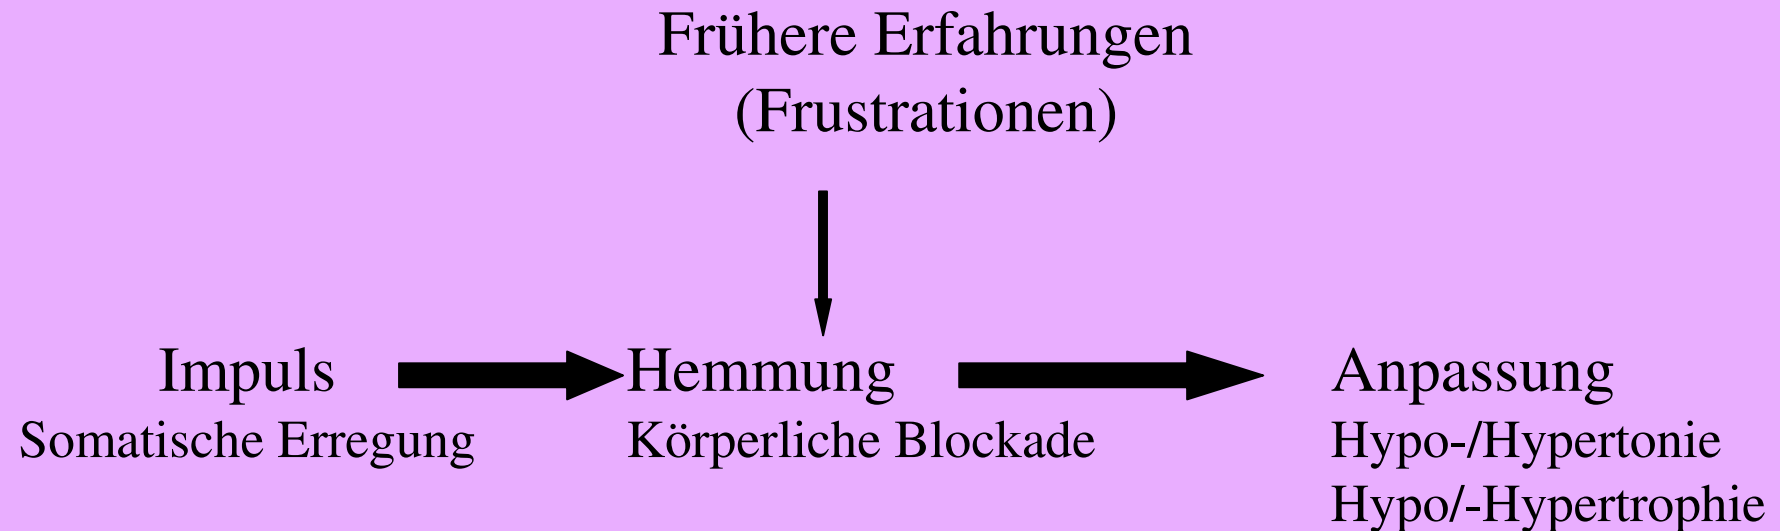 Frühere Erfahrungen
(Frustrationen)
Impuls
Hemmung
Anpassung
Somatische Erregung
Körperliche Blockade
Hypo-/Hypertonie
Hypo/-Hypertrophie